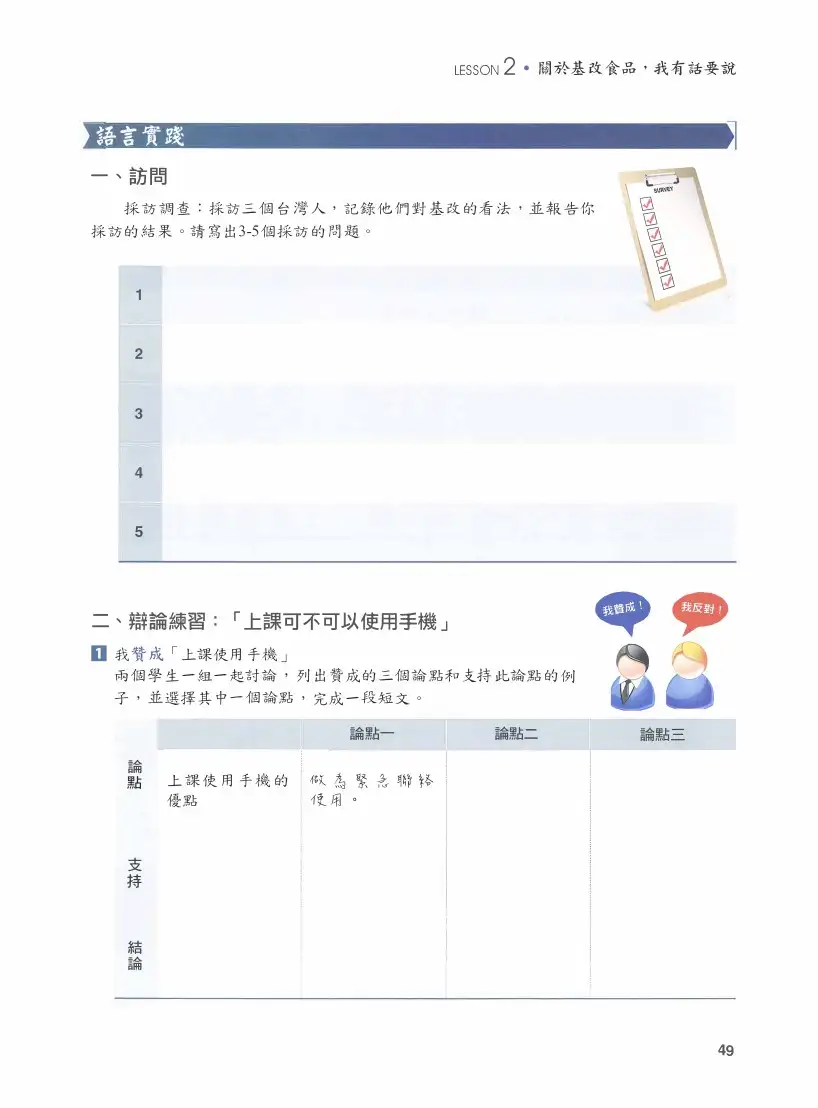 LESSON 2 • 關於基改食品，我有話要說
語言實踐
一、訪問
採訪調查：採訪三個台灣人，記錄他們對基改的看法，並報告你
採訪的結果。請寫出3-5個採訪的問題。
SURVEY
1
2
3
4
5
二、辯論練習：「上課可不可以使用手機」
我贊成！
我反對！
1 我贊成「上課使用手機」
兩個學生一組一起討論，列出贊成的三個論點和支持此論點的例
子，並選擇其中一個論點，完成一段短文。
論點一 論點二 論點三
論點
上課使用手機的
優點
做為緊急聯絡
使用。
支持
結論
49